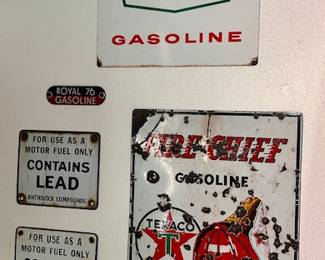 GASOLINE
ROYAL 76
GASOLINE
FOR USE AS A
MOTOR FUEL ONLY
CONTAINS
LEAD
ANTIKNOCK COMPOUNDS
FIRE-CHIEF
GASOLINE
TEXACO
T
FOR USE AS A
MOTOR FUEL ONLY